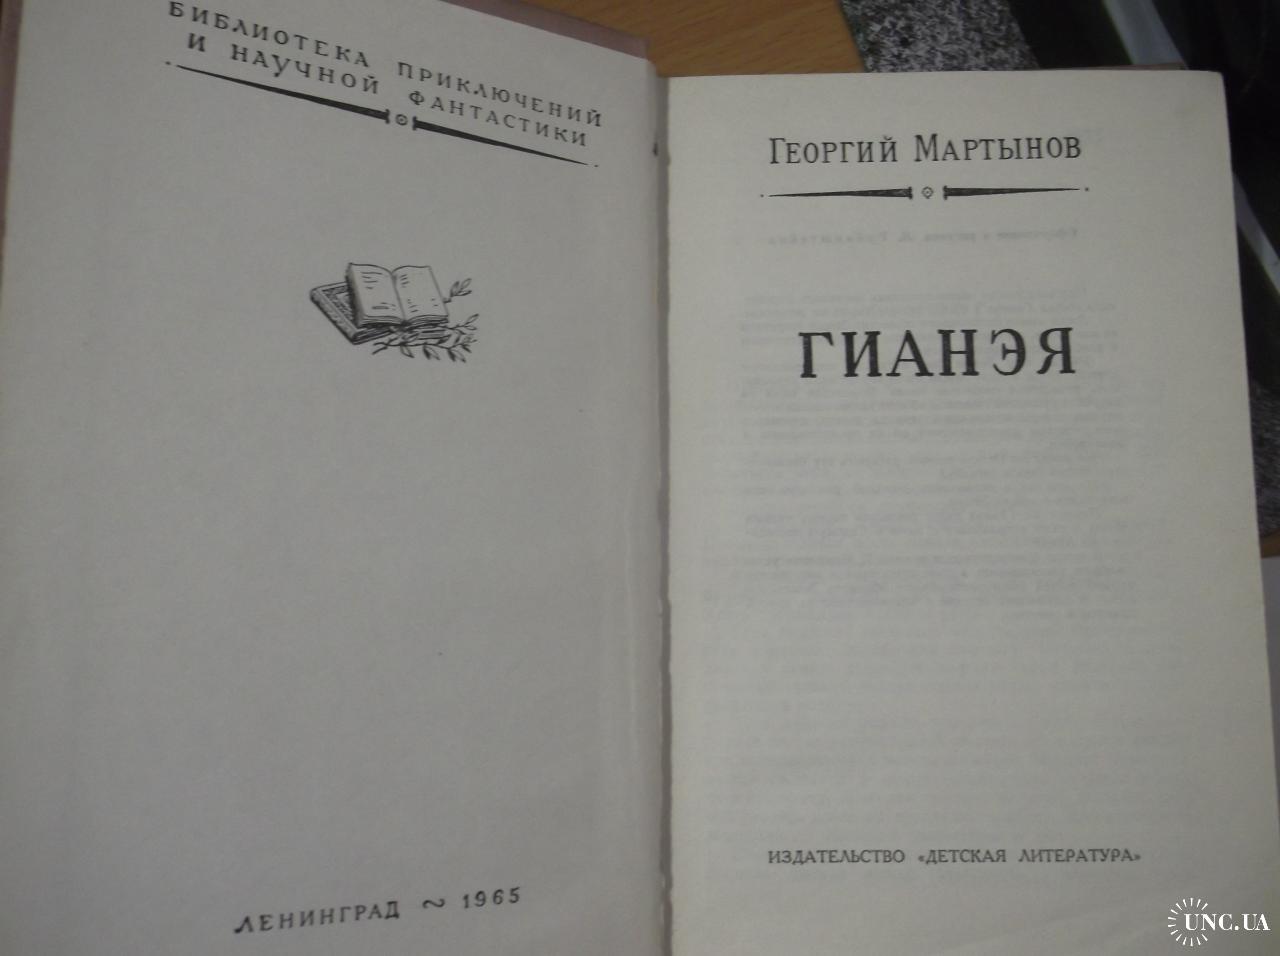 БИБЛИОТЕКА ПРИКЛЮЧЕНИЙ
И НАУЧНОЙ ФАНТАСТИКИ
ЛЕНИНГРАД ~ 1965
ГЕОРГИЙ МАРТЫНОВ
ГИАНЭЯ
ИЗДАТЕЛЬСТВО «ДЕТСКАЯ ЛИТЕРАТУРА»
UNC.UA